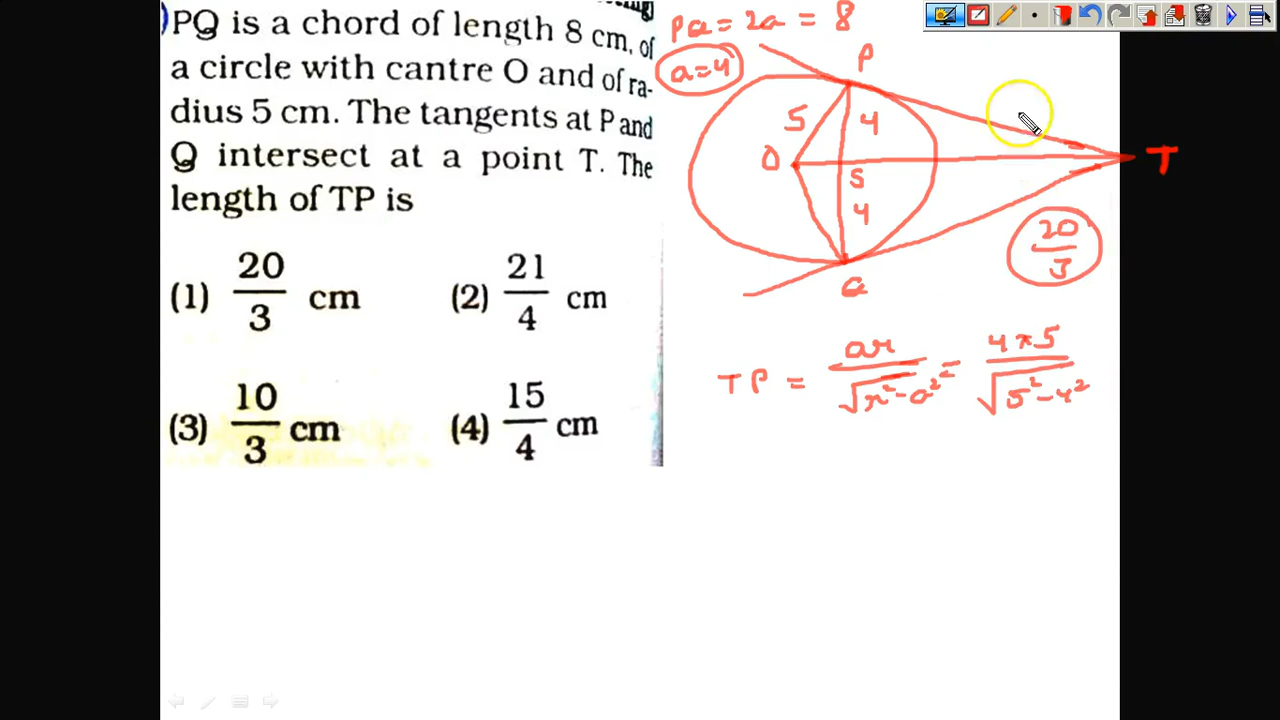 PQ is a chord of length 8 cm, of
a circle with cantre O and of ra-
dius 5 cm. The tangents at P and
Q intersect at a point T. The
length of TP is
(1) 20/3 cm (2) 21/4 cm
(3) 10/3 cm (4) 15/4 cm
PQ = 2a = 8
a=4
P
5 4
O T
S
4
20/3
Q
TP = ar/√r²-a² = 4×5/√5²-4²